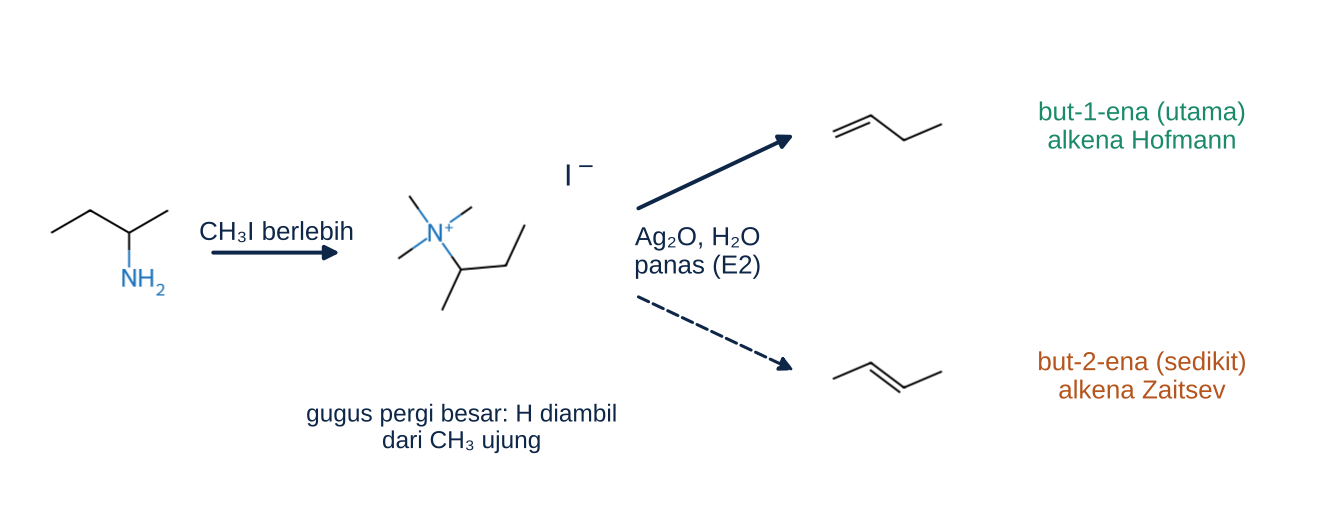 NH₂
CH₃I berlebih
N⁺
I⁻
Ag₂O, H₂O
panas (E2)
but-1-ena (utama)
alkena Hofmann
but-2-ena (sedikit)
alkena Zaitsev
gugus pergi besar: H diambil
dari CH₃ ujung